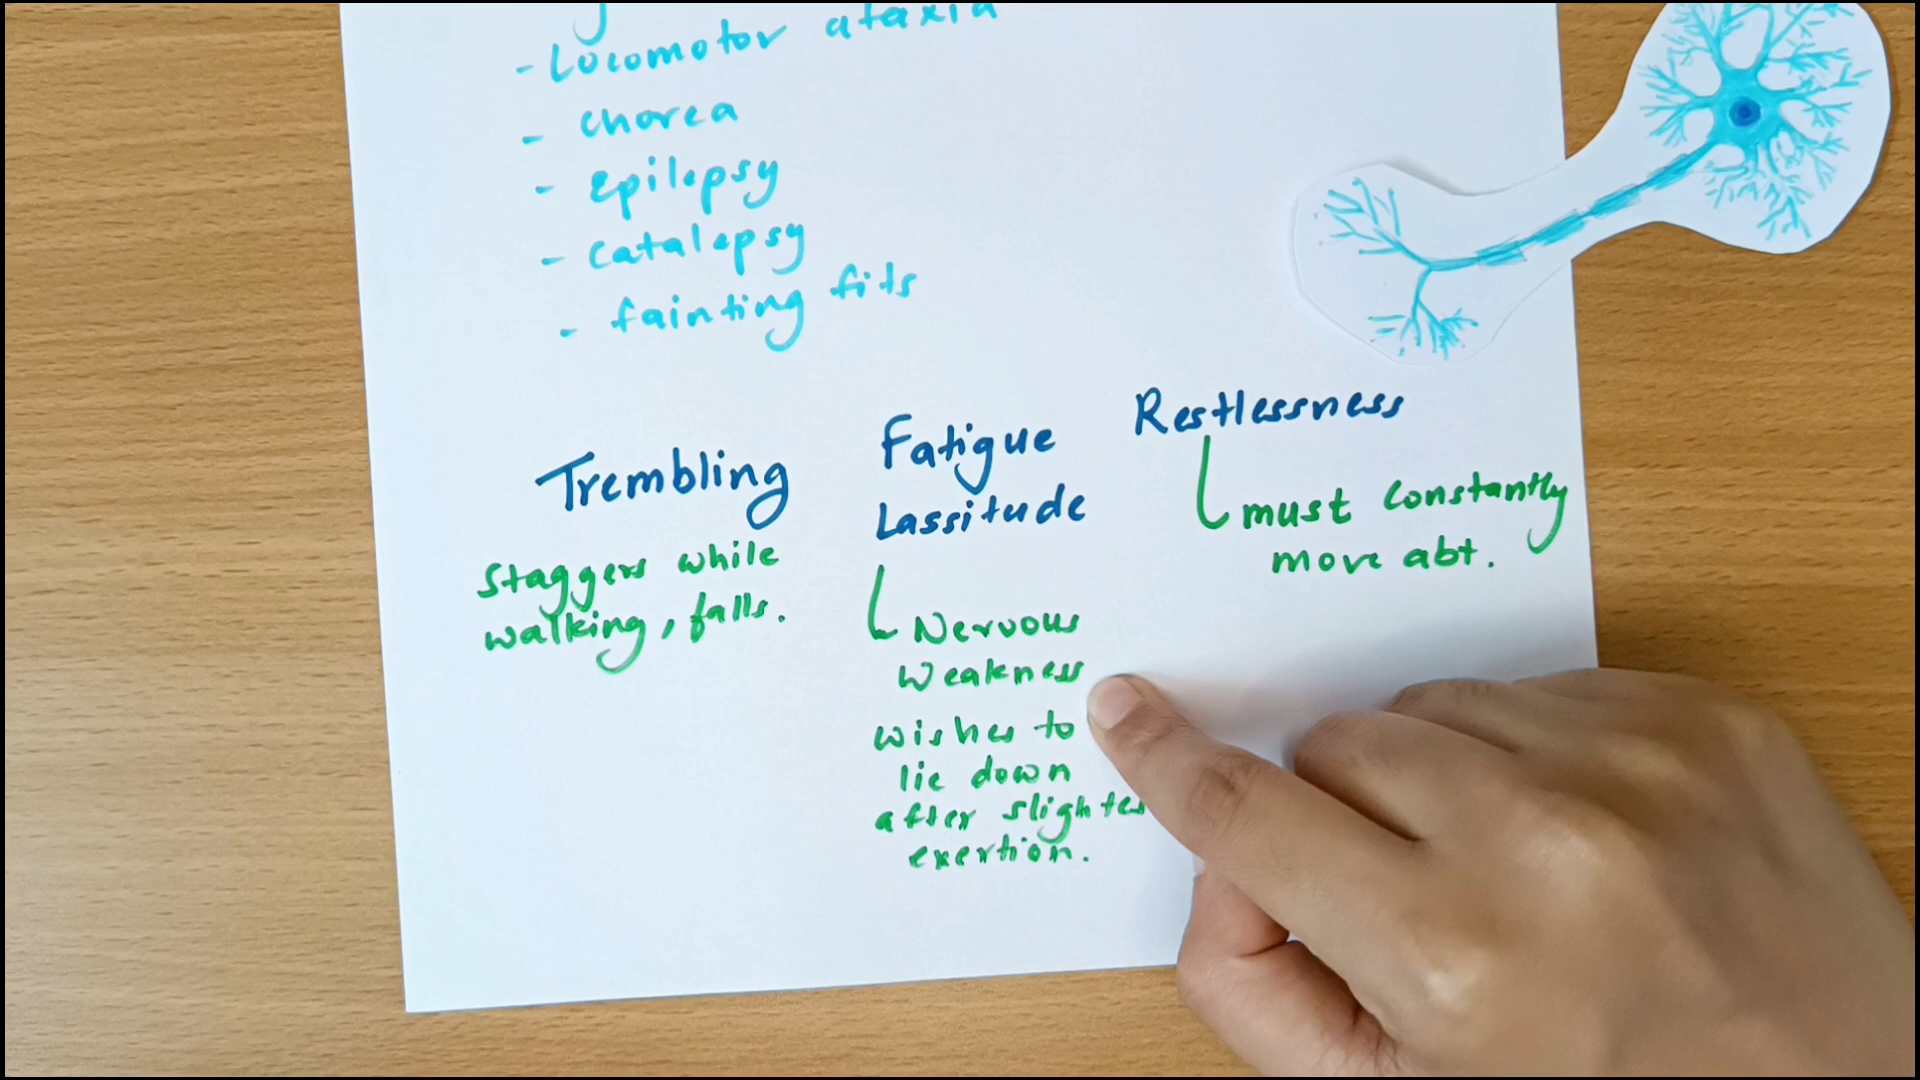 - Locomotor ataxia
- chorea
- epilepsy
- catalepsy
- fainting fits
Trembling
Staggers while
walking, falls.
Fatigue
Lassitude
Nervous
Weakness
wishes to
lie down
after slightes
exertion.
Restlessness
must constantly
move abt.